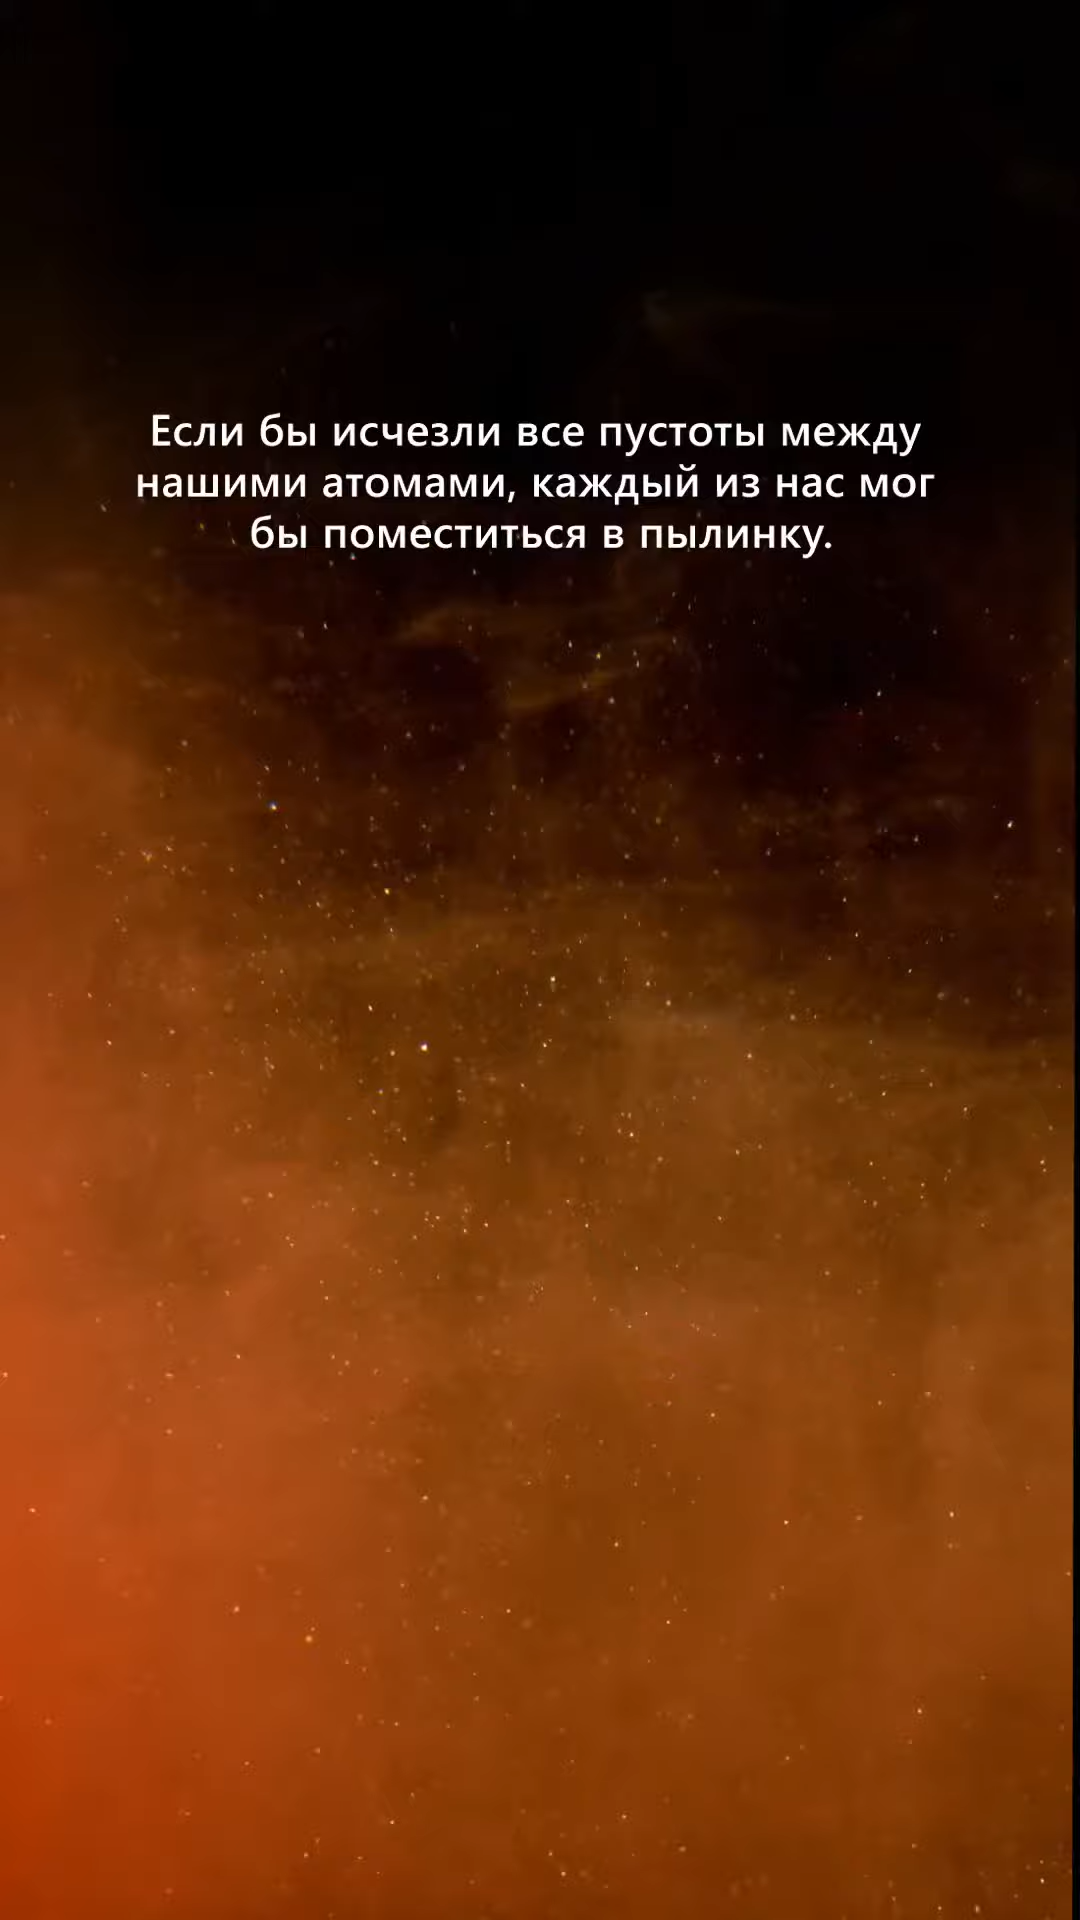 Если бы исчезли все пустоты между
нашими атомами, каждый из нас мог
бы поместиться в пылинку.